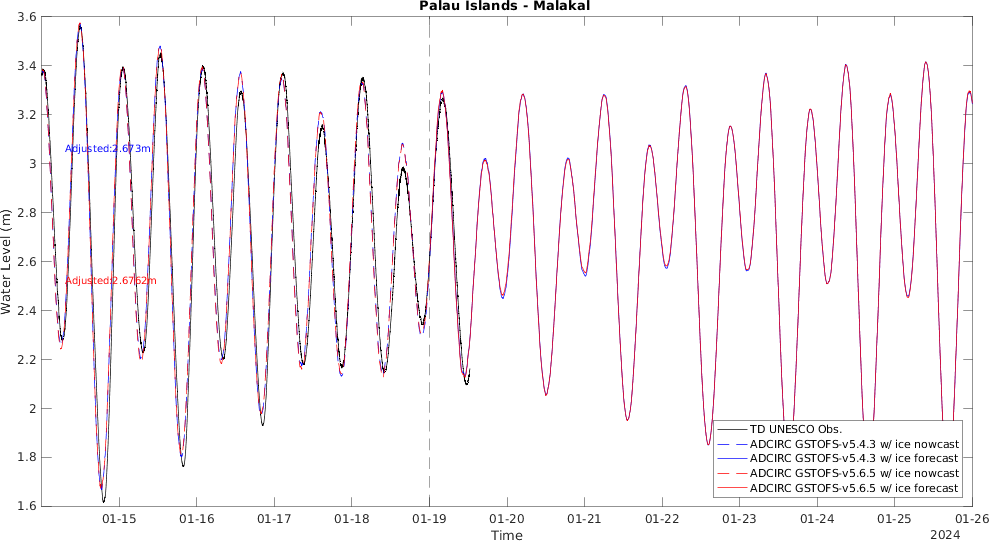 Palau Islands - Malakal
3.6
3.4
3.2
3
2.8
2.6
2.4
2.2
2
1.8
1.6
Water Level (m)
Adjusted:2.673m
Adjusted:2.6762m
TD UNESCO Obs.
ADCIRC GSTOFS-v5.4.3 w/ ice nowcast
ADCIRC GSTOFS-v5.4.3 w/ ice forecast
ADCIRC GSTOFS-v5.6.5 w/ ice nowcast
ADCIRC GSTOFS-v5.6.5 w/ ice forecast
01-15 01-16 01-17 01-18 01-19 01-20 01-21 01-22 01-23 01-24 01-25 01-26
Time
2024